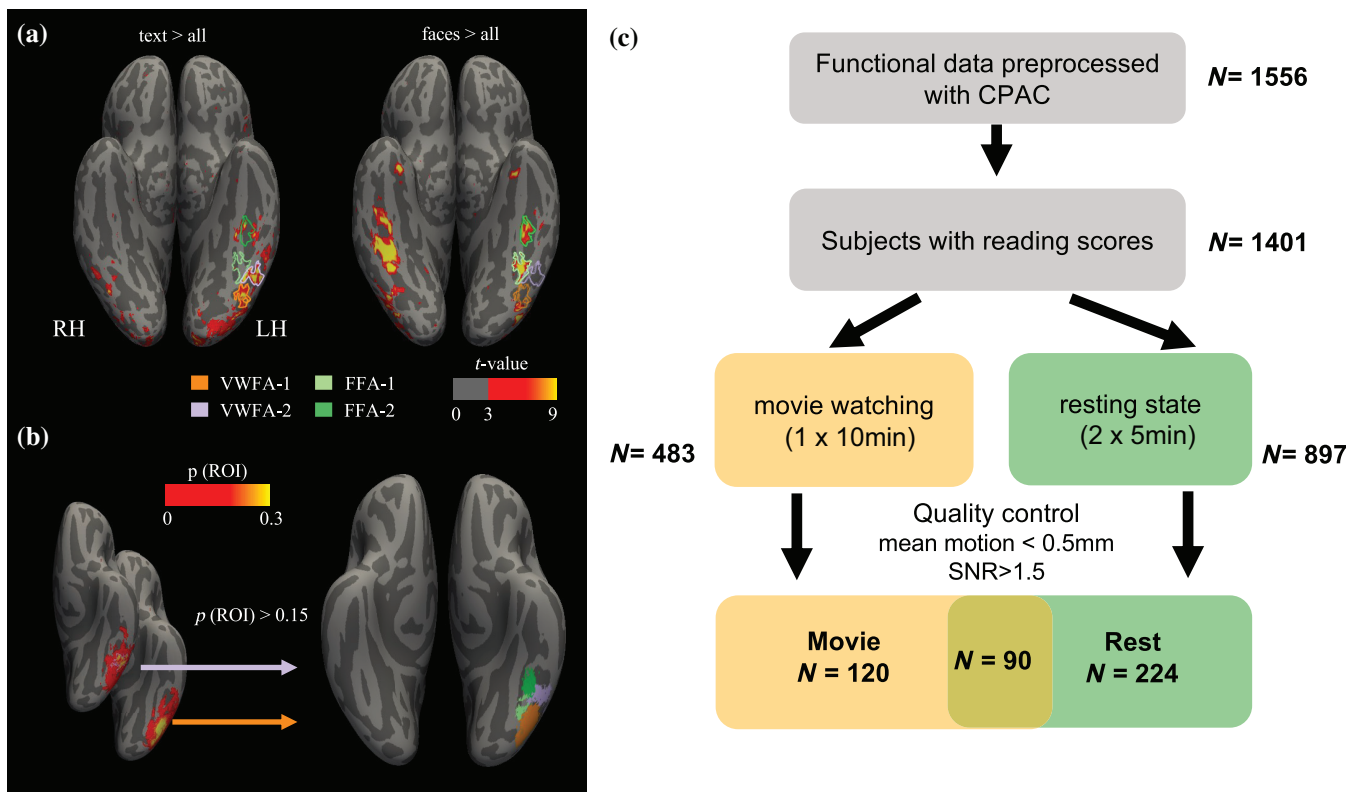 (a)
text > all
faces > all
RH
LH
t-value
0 3 9
VWFA-1
FFA-1
VWFA-2
FFA-2
(b)
p (ROI)
0 0.3
p (ROI) > 0.15
(c)
Functional data preprocessed
with CPAC
N= 1556
Subjects with reading scores
N= 1401
movie watching
(1 x 10min)
N= 483
resting state
(2 x 5min)
N= 897
Quality control
mean motion < 0.5mm
SNR>1.5
Movie
N = 120
N = 90
Rest
N = 224